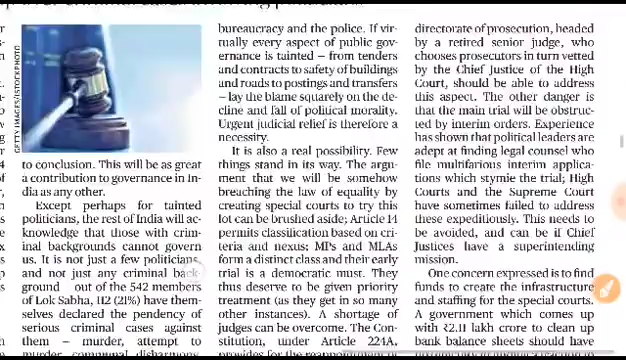 GETTY IMAGES/ISTOCKPHOTO
to conclusion. This will be as great
a contribution to governance in In-
dia as any other.
Except perhaps for tainted
politicians, the rest of India will ac-
knowledge that those with crim-
inal backgrounds cannot govern
us. It is not just a few politicians,
and not just any criminal back-
ground out of the 542 members
of Lok Sabha, 112 (21%) have them-
selves declared the pendency of
serious criminal cases against
them – murder, attempt to
murder, communal disharmony,
bureaucracy and the police. If vir-
tually every aspect of public gov-
ernance is tainted – from tenders
and contracts to safety of buildings
and roads to postings and transfers
– lay the blame squarely on the de-
cline and fall of political morality.
Urgent judicial relief is therefore a
necessity.
It is also a real possibility. Few
things stand in its way. The argu-
ment that we will be somehow
breaching the law of equality by
creating special courts to try this
lot can be brushed aside; Article 14
permits classification based on cri-
teria and nexus: MPs and MLAs
form a distinct class and their early
trial is a democratic must. They
thus deserve to be given priority
treatment (as they get in so many
other instances). A shortage of
judges can be overcome. The Con-
stitution, under Article 224A,
provides for the reappointment of
directorate of prosecution, headed
by a retired senior judge, who
chooses prosecutors in turn vetted
by the Chief Justice of the High
Court, should be able to address
this aspect. The other danger is
that the main trial will be obstruc-
ted by interim orders. Experience
has shown that political leaders are
adept at finding legal counsel who
file multifarious interim applica-
tions which stymie the trial; High
Courts and the Supreme Court
have sometimes failed to address
these expeditiously. This needs to
be avoided, and can be if Chief
Justices have a superintending
mission.
One concern expressed is to find
funds to create the infrastructure
and staffing for the special courts.
A government which comes up
with ₹2.11 lakh crore to clean up
bank balance sheets should have